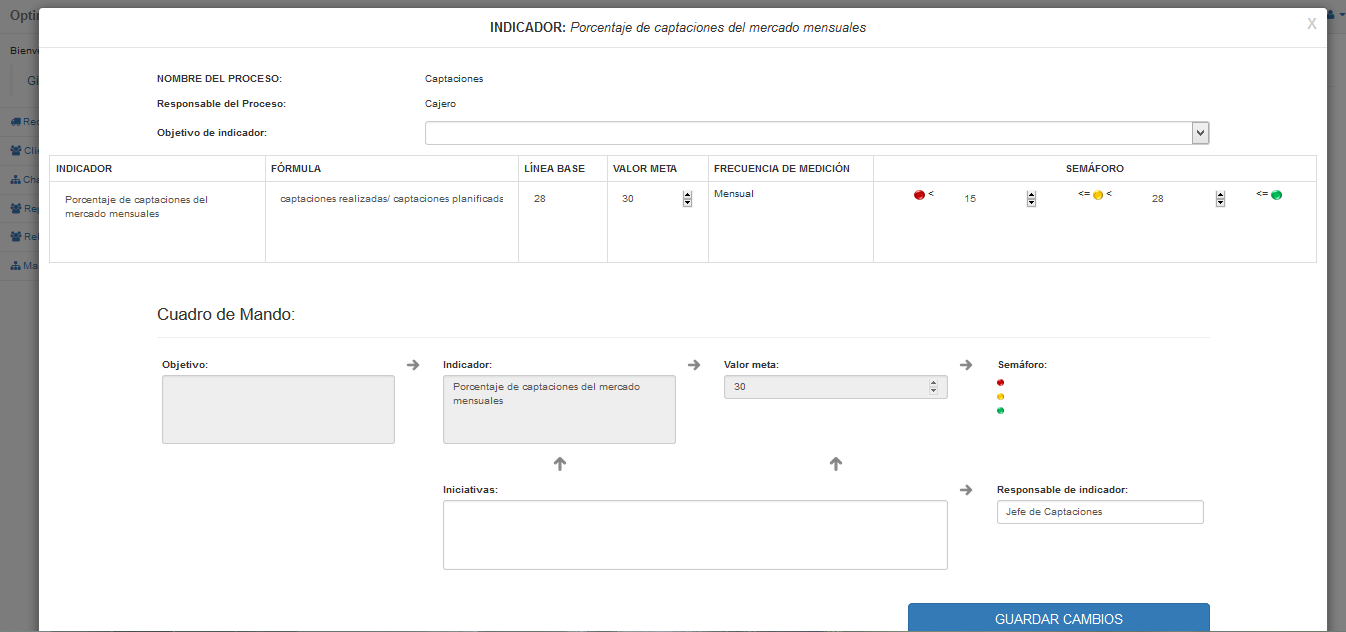 Opti
INDICADOR: Porcentaje de captaciones del mercado mensuales
X
Bienve
Gi
NOMBRE DEL PROCESO: Captaciones
Responsable del Proceso: Cajero
Objetivo de indicador:
Rec
Clie
Cha
Re
Rel
Ma
INDICADOR FÓRMULA LÍNEA BASE VALOR META FRECUENCIA DE MEDICIÓN SEMÁFORO
Porcentaje de captaciones del
mercado mensuales
captaciones realizadas/ captaciones planificada
28
30
Mensual
< 15 <= < 28 <=
Cuadro de Mando:
Objetivo: Indicador: Valor meta: Semáforo:
Porcentaje de captaciones del mercado
mensuales
30
Iniciativas: Responsable de indicador:
Jefe de Captaciones
GUARDAR CAMBIOS